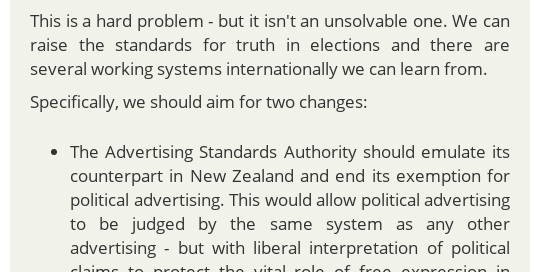 This is a hard problem - but it isn't an unsolvable one. We can
raise the standards for truth in elections and there are
several working systems internationally we can learn from.
Specifically, we should aim for two changes:
• The Advertising Standards Authority should emulate its
counterpart in New Zealand and end its exemption for
political advertising. This would allow political advertising
to be judged by the same system as any other
advertising - but with liberal interpretation of political
claims to protect the vital role of free expression in